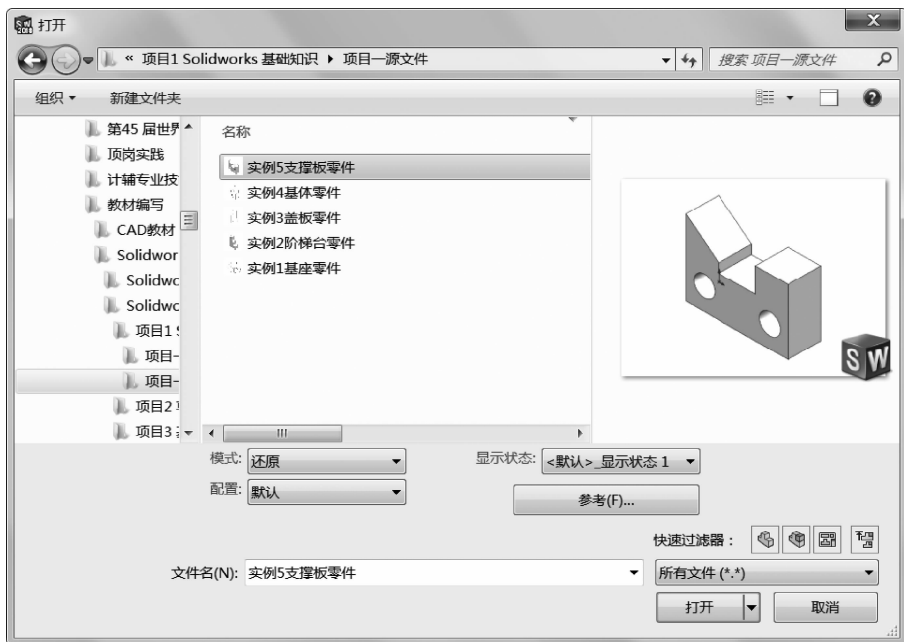 打开
« 项目1 Solidworks 基础知识 ▸ 项目一源文件
搜索 项目一源文件
组织
新建文件夹
第45 届世界
顶岗实践
计辅专业技
教材编写
CAD教材
Solidwor
Solidwo
Solidwo
项目1
项目一
项目一
项目2
项目3
名称
实例5支撑板零件
实例4基体零件
实例3盖板零件
实例2阶梯台零件
实例1基座零件
SW
模式: 还原
显示状态: <默认>_显示状态 1
配置: 默认
参考(F)...
快速过滤器：
文件名(N): 实例5支撑板零件
所有文件 (*.*)
打开
取消